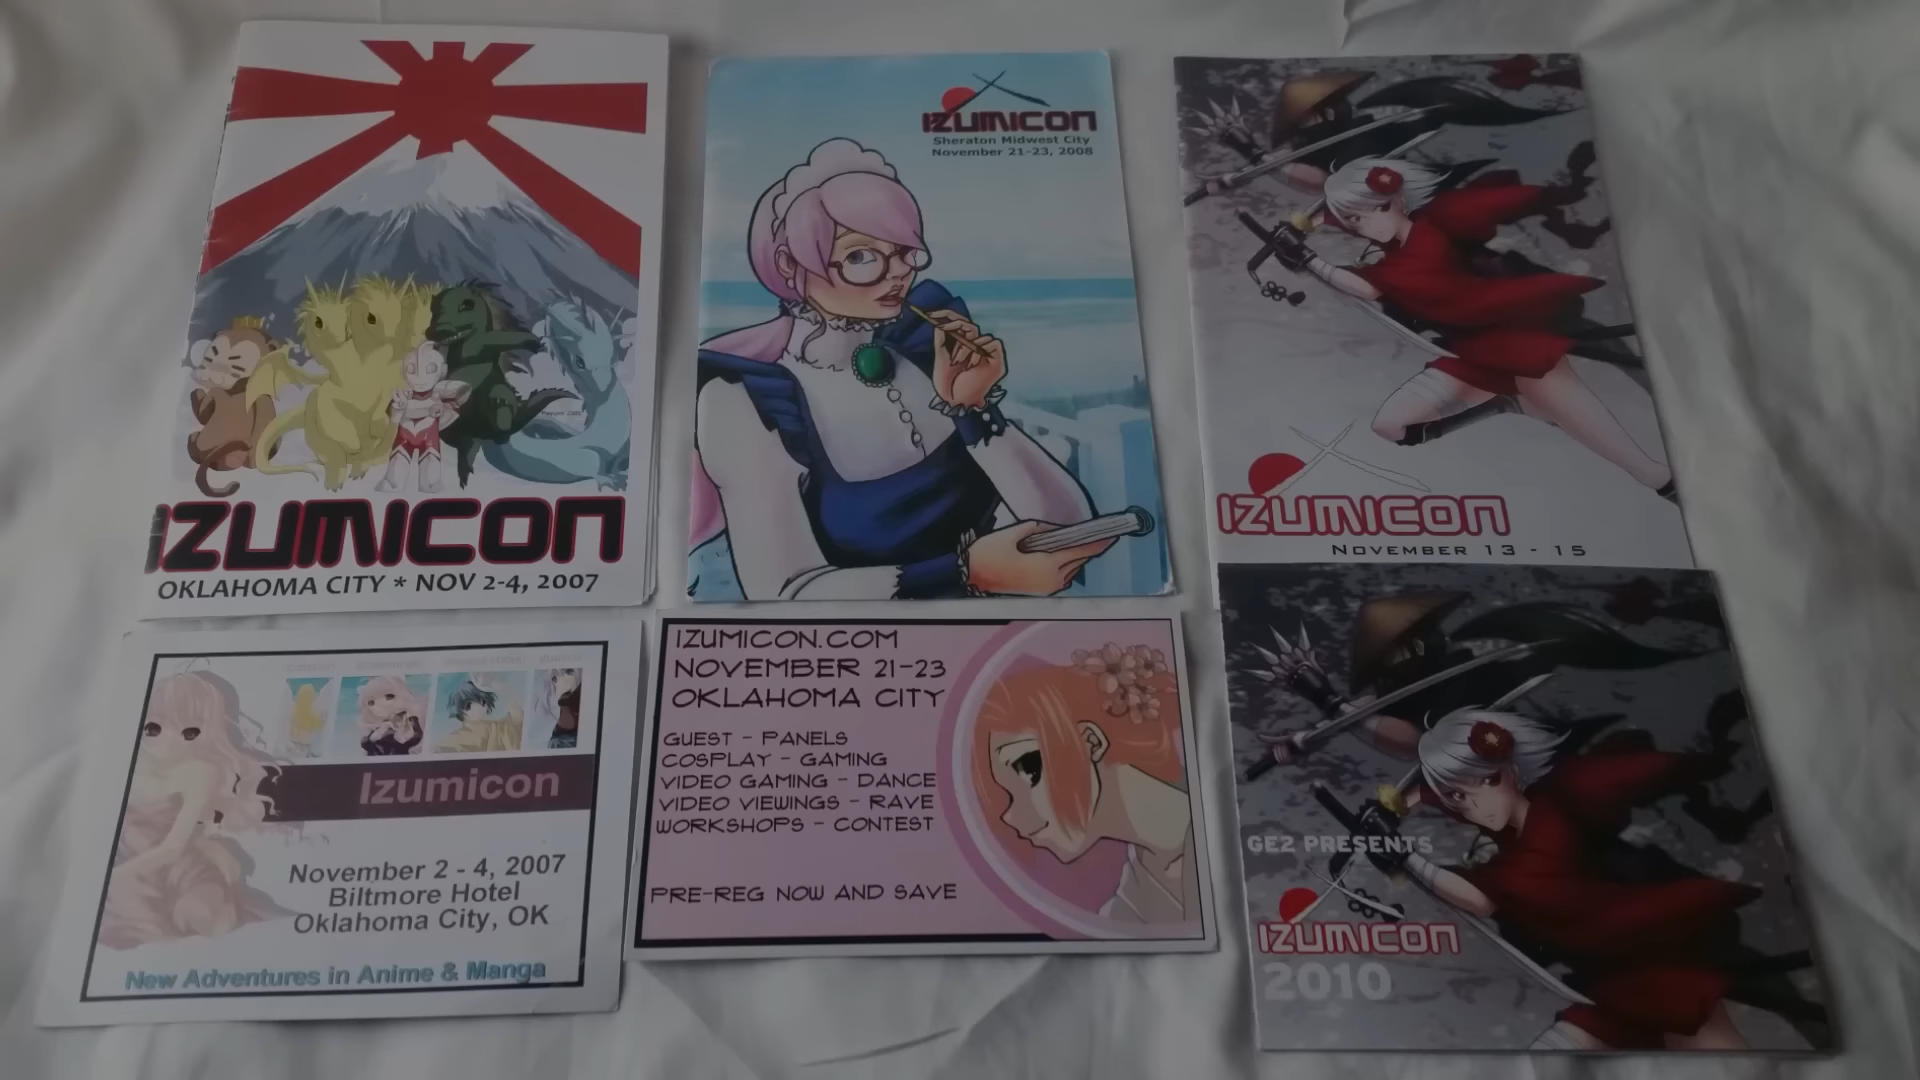 IZUMICON
OKLAHOMA CITY * NOV 2-4, 2007
IZUMICON
Sheraton Midwest City
November 21-23, 2008
IZUMICON
NOVEMBER 13 - 15
Izumicon
November 2 - 4, 2007
Biltmore Hotel
Oklahoma City, OK
New Adventures in Anime & Manga
IZUMICON.COM
NOVEMBER 21-23
OKLAHOMA CITY
GUEST - PANELS
COSPLAY - GAMING
VIDEO GAMING - DANCE
VIDEO VIEWINGS - RAVE
WORKSHOPS - CONTEST
PRE-REG NOW AND SAVE
GE2 PRESENTS
IZUMICON
2010